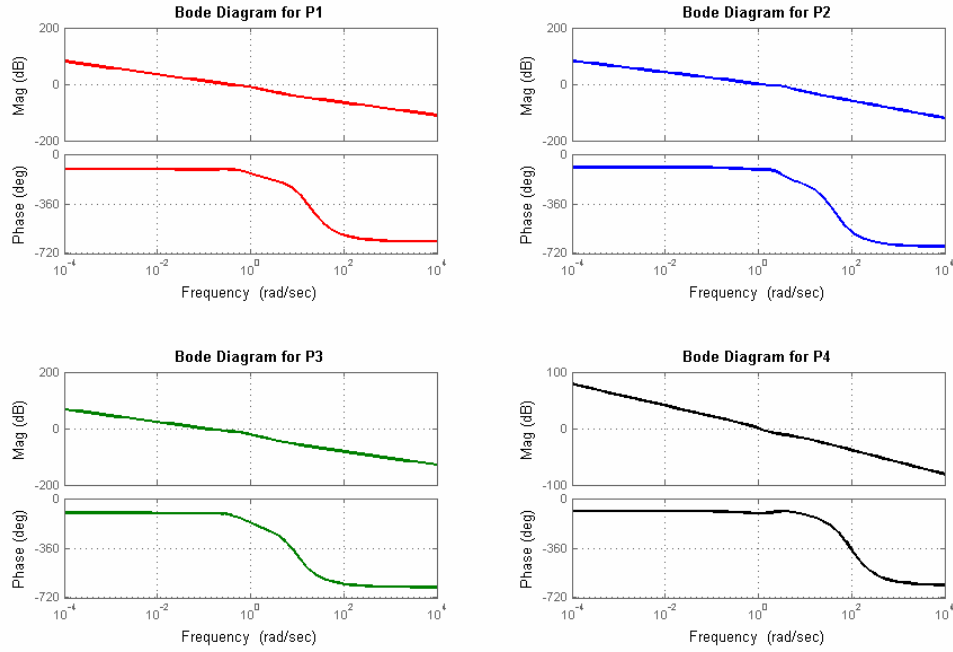 Bode Diagram for P1
200
0
-200
Mag (dB)
0
-360
-720
Phase (deg)
10^-4
10^-2
10^0
10^2
10^4
Frequency (rad/sec)
Bode Diagram for P2
200
0
-200
Mag (dB)
0
-360
-720
Phase (deg)
10^-4
10^-2
10^0
10^2
10^4
Frequency (rad/sec)
Bode Diagram for P3
200
0
-200
Mag (dB)
0
-360
-720
Phase (deg)
10^-4
10^-2
10^0
10^2
10^4
Frequency (rad/sec)
Bode Diagram for P4
100
0
-100
Mag (dB)
0
-360
-720
Phase (deg)
10^-4
10^-2
10^0
10^2
10^4
Frequency (rad/sec)